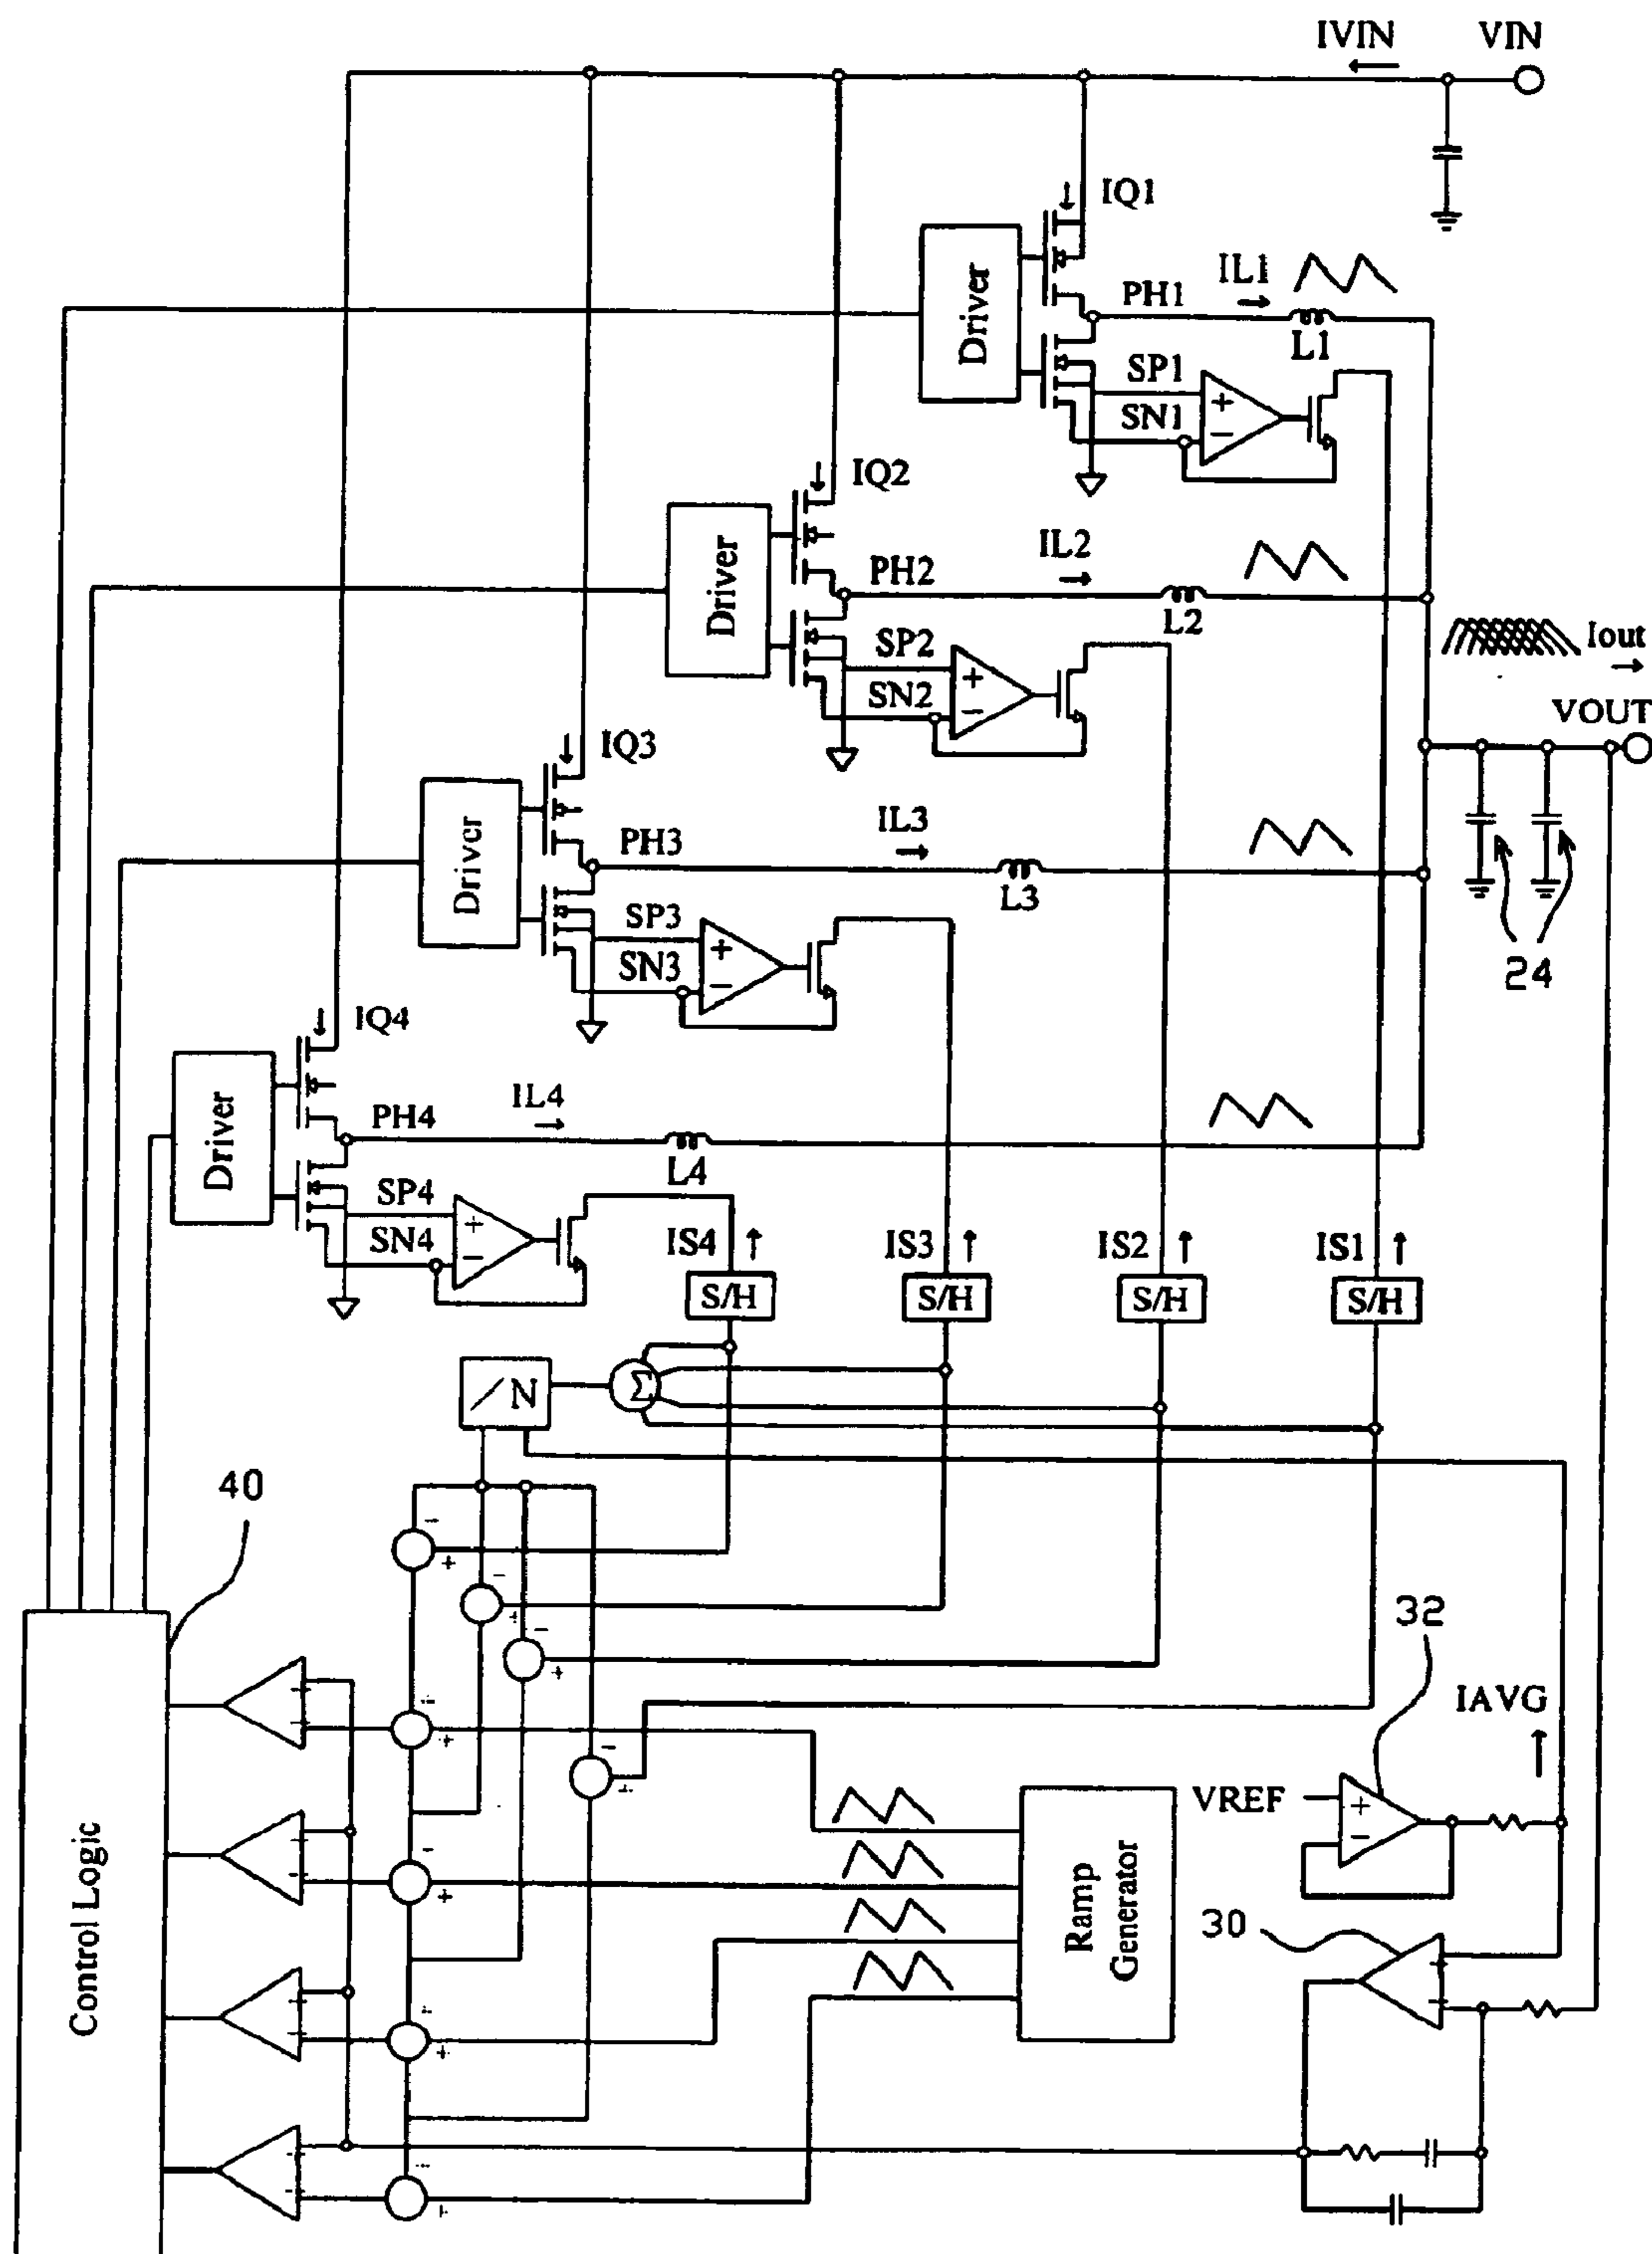 IVIN VIN
IQ1
Driver
PH1
IL1
L1
SP1
SN1
+
−
IQ2
Driver
PH2
IL2
L2
SP2
SN2
+
−
Iout
VOUT
IQ3
Driver
PH3
IL3
L3
SP3
SN3
+
−
24
IQ4
Driver
PH4
IL4
L4
SP4
SN4
+
−
IS4 IS3 IS2 IS1
S/H S/H S/H S/H
/N
Σ
40
32
IAVG
VREF
+
−
Control Logic
Ramp
Generator
30